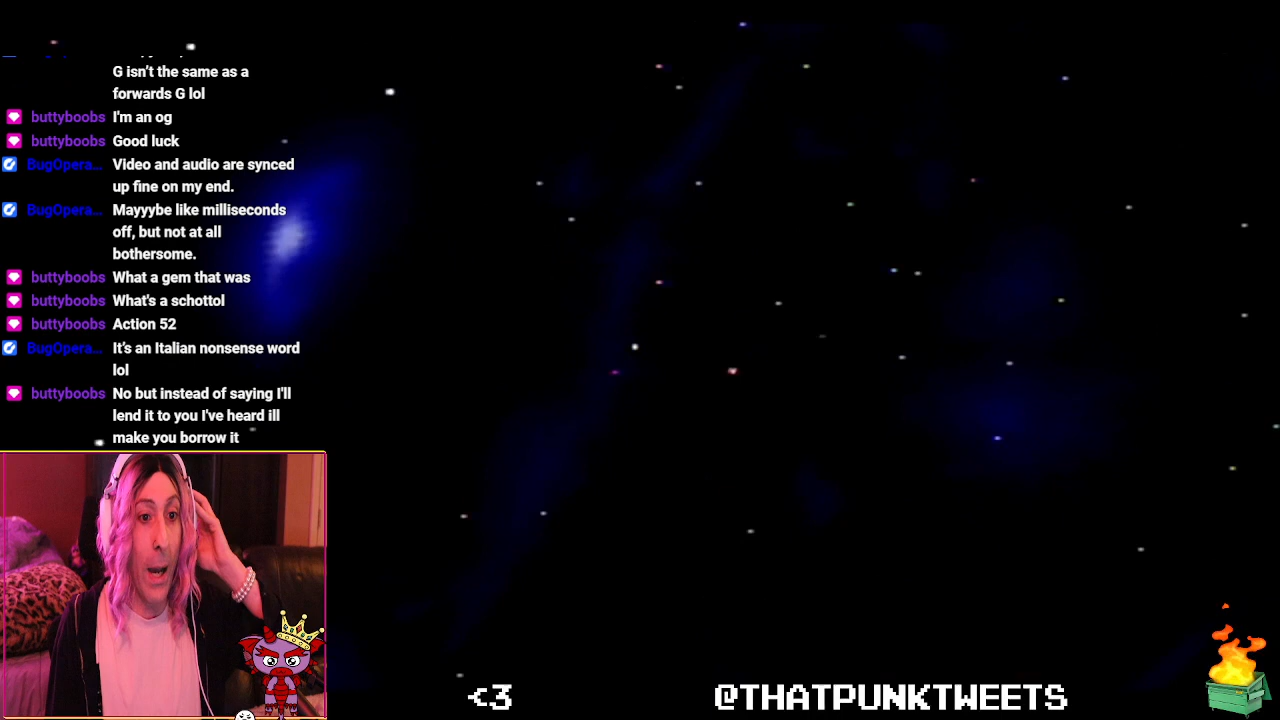 G isn't the same as a
forwards G lol
buttyboobs I'm an og
buttyboobs Good luck
BugOpera... Video and audio are synced
up fine on my end.
BugOpera... Mayyybe like milliseconds
off, but not at all
bothersome.
buttyboobs What a gem that was
buttyboobs What's a schottol
buttyboobs Action 52
BugOpera... It's an Italian nonsense word
lol
buttyboobs No but instead of saying I'll
lend it to you I've heard ill
make you borrow it
<3 @THATPUNKTWEETS